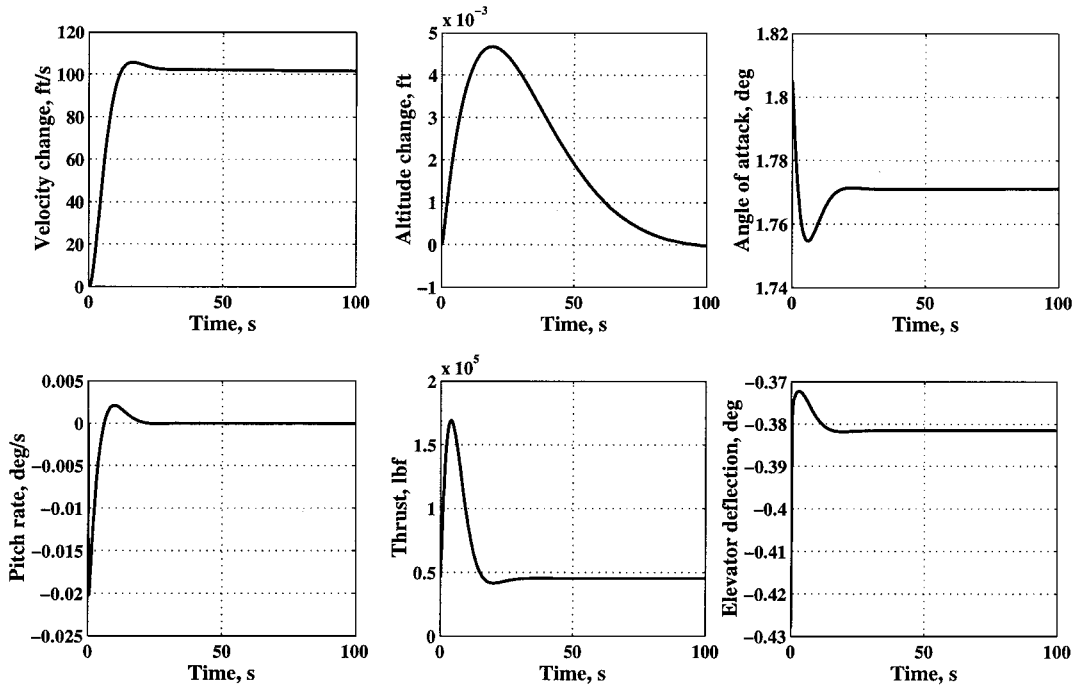 Velocity change, ft/s
120
100
80
60
40
20
0
0 50 100
Time, s
x 10⁻³
Altitude change, ft
5
4
3
2
1
0
−1
0 50 100
Time, s
Angle of attack, deg
1.82
1.8
1.78
1.76
1.74
0 50 100
Time, s
Pitch rate, deg/s
0.005
0
−0.005
−0.01
−0.015
−0.02
−0.025
0 50 100
Time, s
x 10⁵
Thrust, lbf
2
1.5
1
0.5
0
0 50 100
Time, s
Elevator deflection, deg
−0.37
−0.38
−0.39
−0.4
−0.41
−0.42
−0.43
0 50 100
Time, s